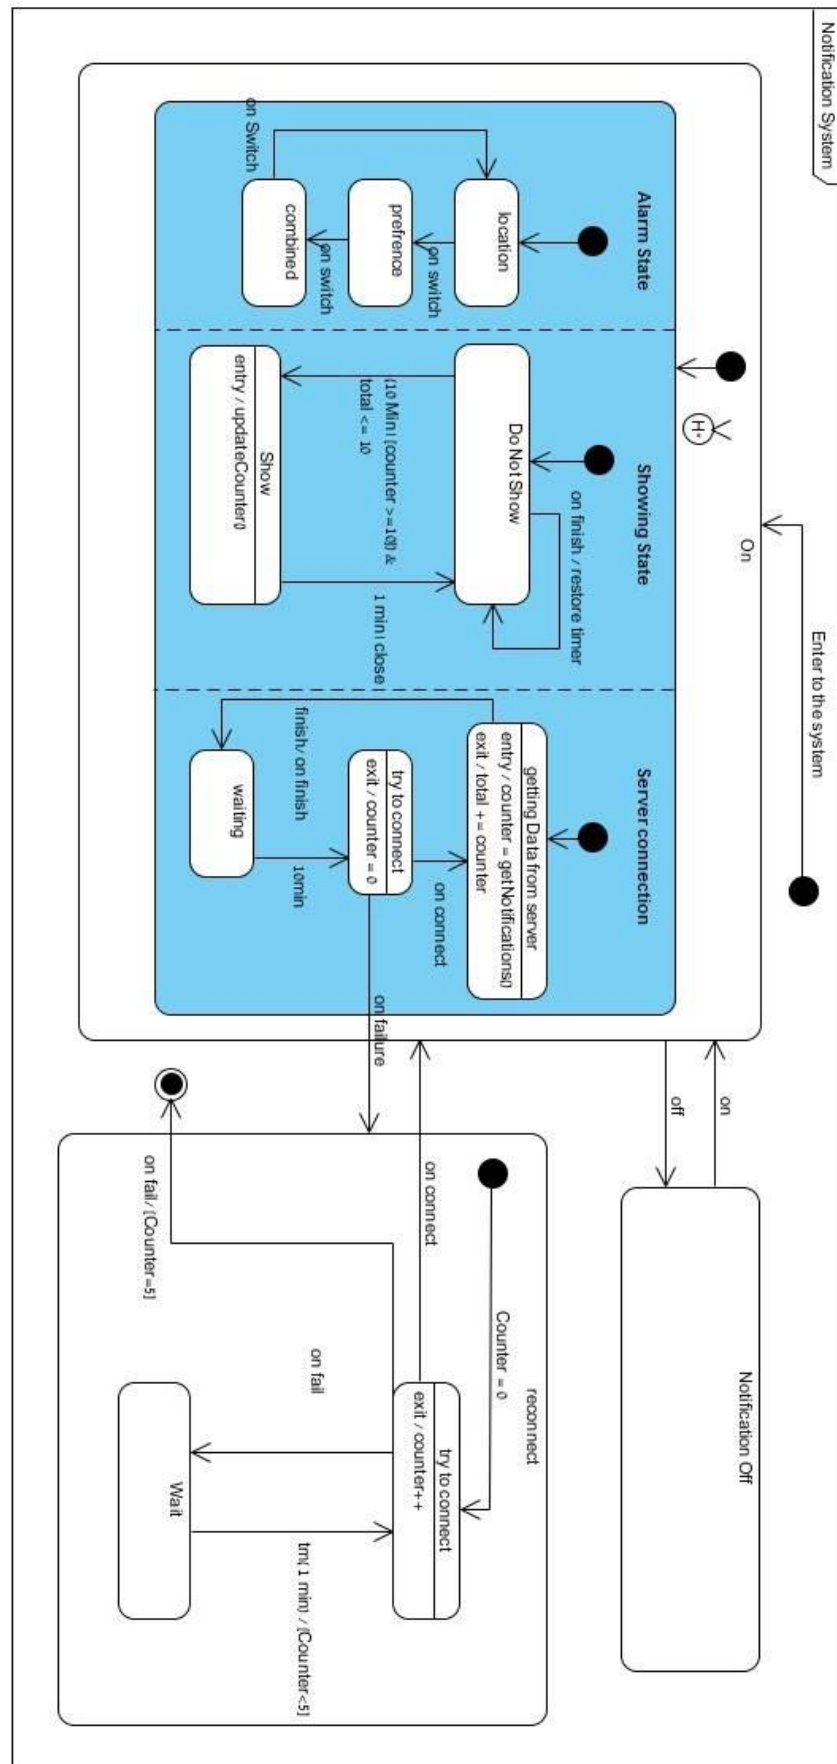 Notification System
Enter to the system
On
H*
Alarm State
location
on switch
prefrence
on switch
combined
on Switch
Showing State
on finish / restore timer
Do Not Show
(10 Min | [counter >=10]) &
total <= 10
1 min | close
Show
entry / updateCounter()
Server connection
getting Data from server
entry / counter = getNotifications()
exit / total += counter
on connect
try to connect
exit / counter = 0
10min
finish/ on finish
waiting
on failure
on
off
Notification Off
reconnect
Counter = 0
on connect
try to connect
exit / counter++
on fail
on fail/ [Counter=5]
tm( 1 min) / [Counter<5]
Wait